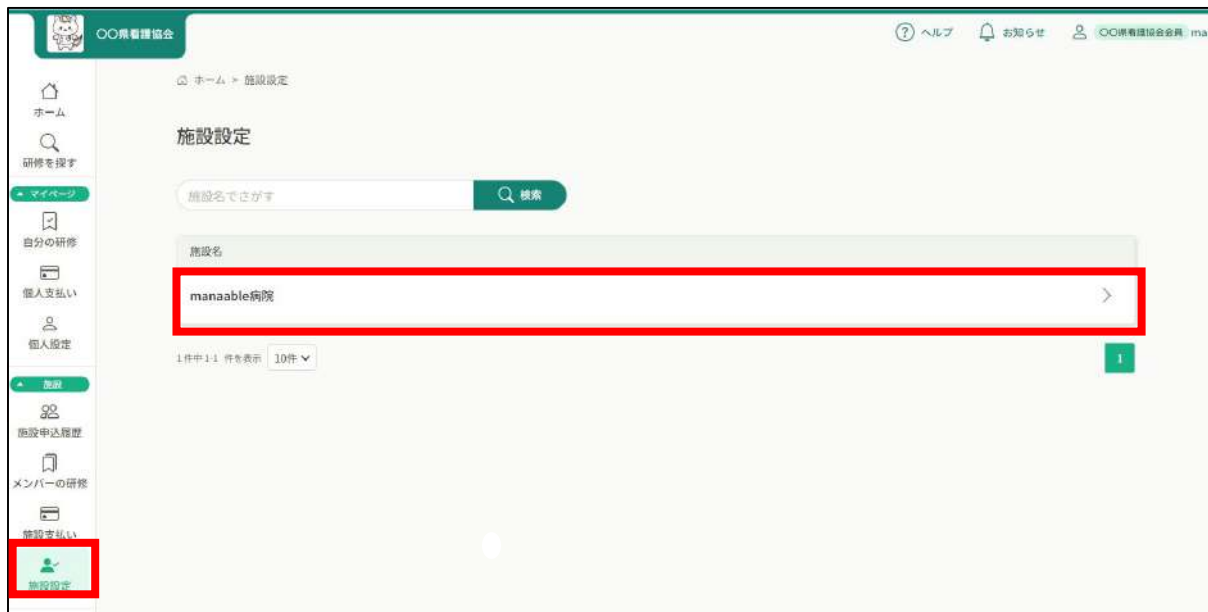 〇〇県看護協会
ヘルプ
お知らせ
〇〇県看護協会会員 ma
ホーム > 施設設定
ホーム
施設設定
研修を探す
施設名でさがす
検索
マイページ
自分の研修
施設名
個人支払い
manaable病院
個人設定
1件中1-1 件を表示 10件
1
施設
施設申込履歴
メンバーの研修
施設支払い
施設設定